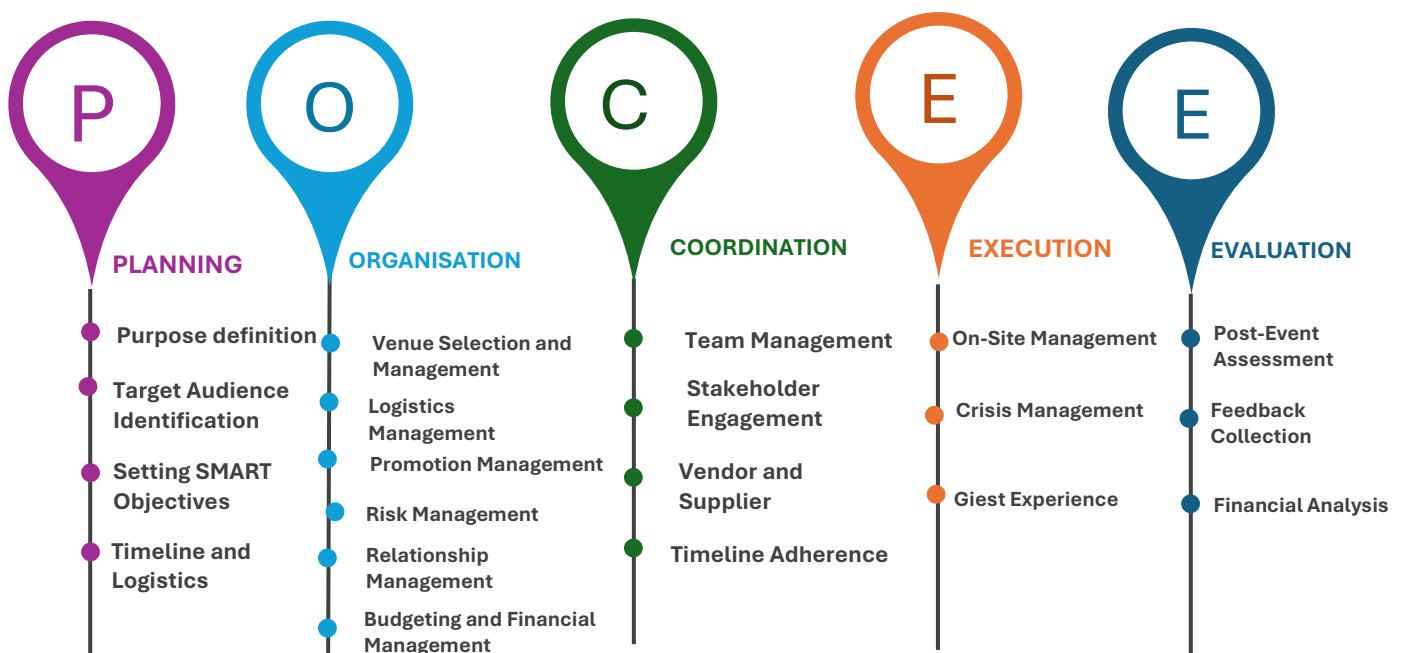 P
PLANNING
Purpose definition
Target Audience
Identification
Setting SMART
Objectives
Timeline and
Logistics
O
ORGANISATION
Venue Selection and
Management
Logistics
Management
Promotion Management
Risk Management
Relationship
Management
Budgeting and Financial
Management
C
COORDINATION
Team Management
Stakeholder
Engagement
Vendor and
Supplier
Timeline Adherence
E
EXECUTION
On-Site Management
Crisis Management
Giest Experience
E
EVALUATION
Post-Event
Assessment
Feedback
Collection
Financial Analysis